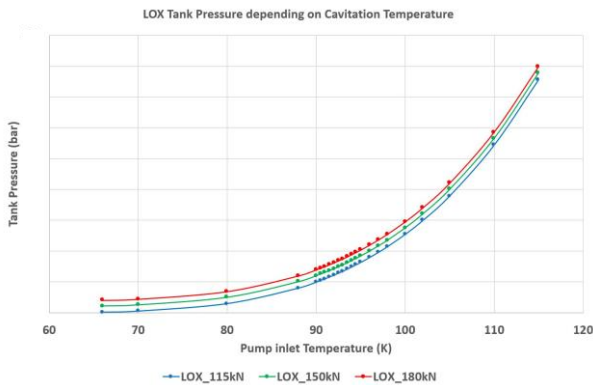 LOX Tank Pressure depending on Cavitation Temperature
Tank Pressure (bar)
60 70 80 90 100 110 120
Pump inlet Temperature (K)
LOX_115kN LOX_150kN LOX_180kN